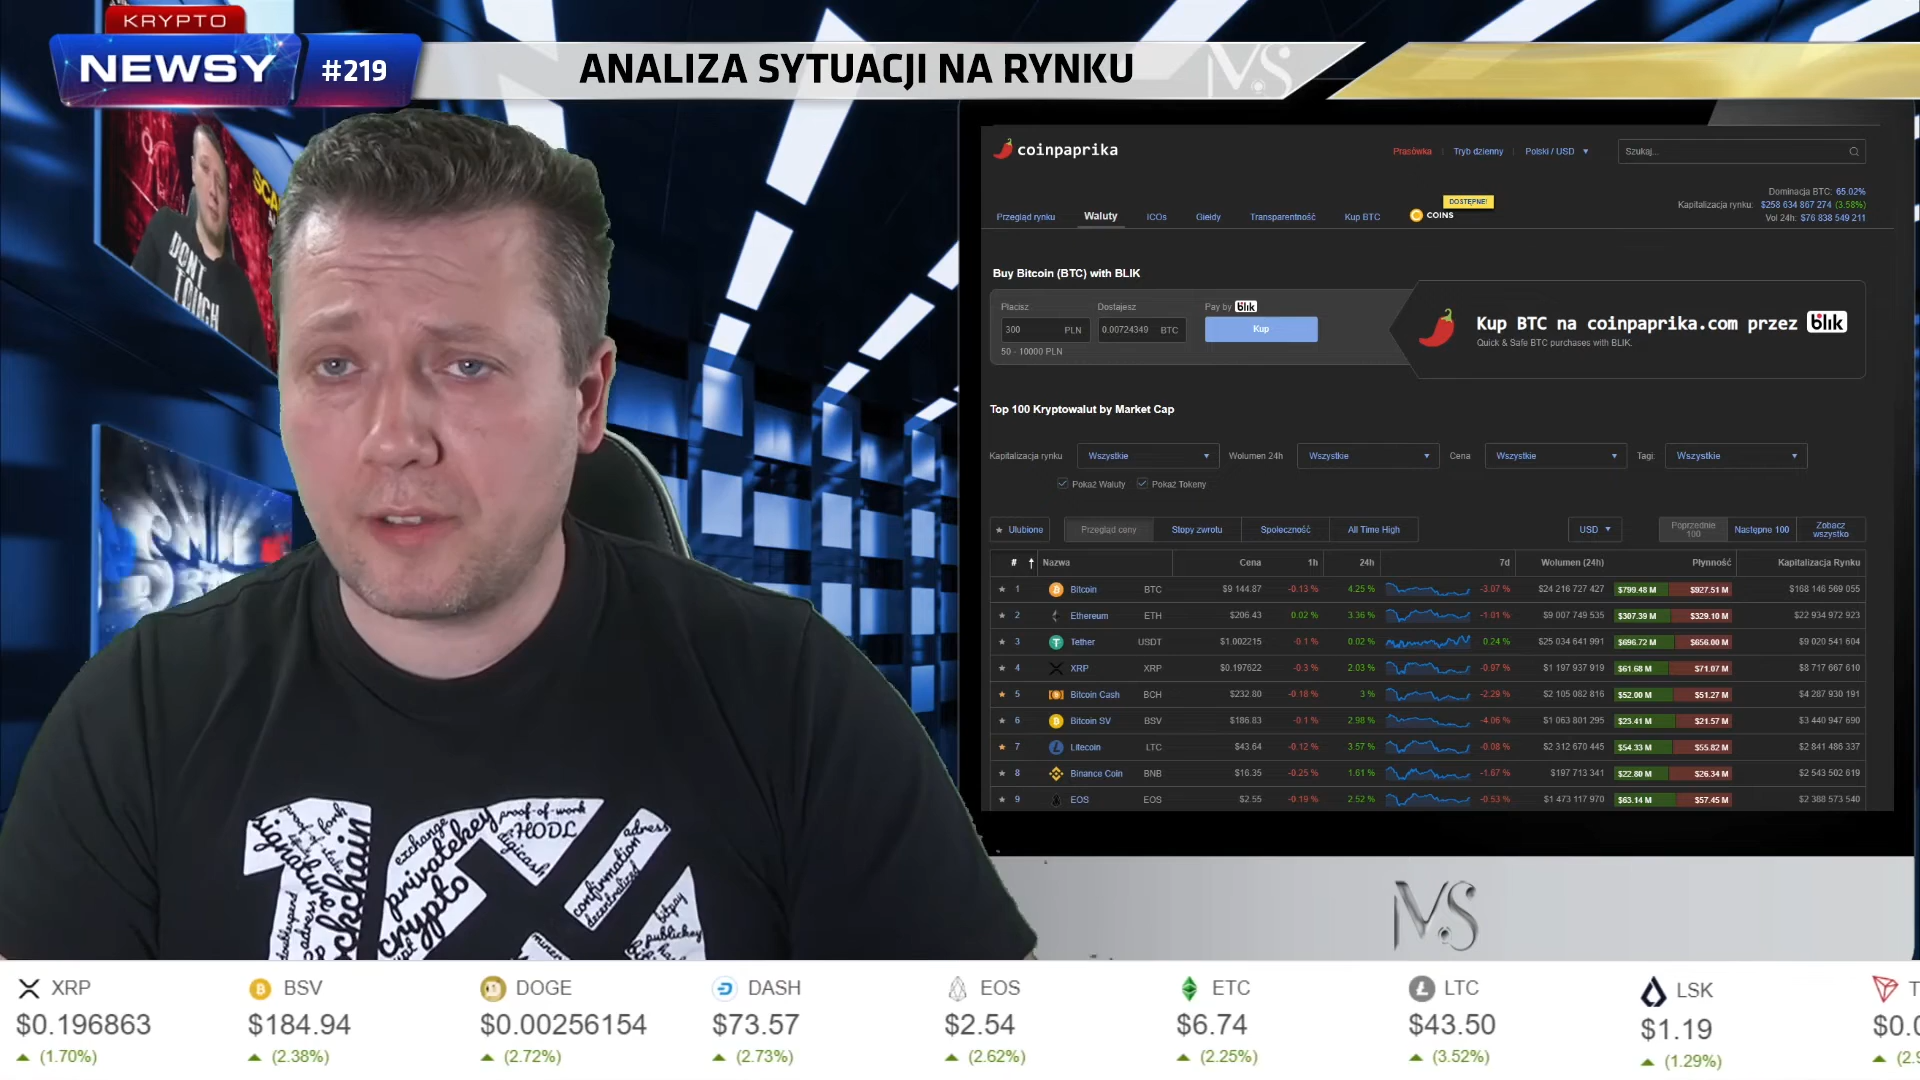 KRYPTO
NEWSY #219
ANALIZA SYTUACJI NA RYNKU
MS
coinpaprika
Prasówka Tryb dzienny Polski / USD Szukaj...
Dominacja BTC: 65.02%
Kapitalizacja rynku: $258 634 867 274 (3.58%)
Vol 24h: $76 838 549 211
DOSTĘPNE!
Przegląd rynku Waluty ICOs Giełdy Transparentność Kup BTC COINS
Buy Bitcoin (BTC) with BLIK
Płacisz Dostajesz Pay by blik
300 PLN 0.00724349 BTC Kup
50 - 10000 PLN
Kup BTC na coinpaprika.com przez blik
Quick & Safe BTC purchases with BLIK.
Top 100 Kryptowalut by Market Cap
Kapitalizacja rynku Wszystkie Wolumen 24h Wszystkie Cena Wszystkie Tagi Wszystkie
Pokaż Waluty Pokaż Tokeny
Ulubione Przegląd ceny Stopy zwrotu Społeczność All Time High USD Poprzednie 100 Następne 100 Zobacz wszystko
# Nazwa Cena 1h 24h 7d Wolumen (24h) Płynność Kapitalizacja Rynku
1 Bitcoin BTC $9 144.87 -0.13 % 4.25 % -3.07 % $24 216 727 427 $799.48 M $927.51 M $168 146 569 055
2 Ethereum ETH $206.43 0.02 % 3.36 % -1.01 % $9 007 749 535 $307.39 M $329.10 M $22 934 972 923
3 Tether USDT $1.002215 -0.1 % 0.02 % 0.24 % $25 034 641 991 $696.72 M $656.00 M $9 020 541 604
4 XRP XRP $0.197622 -0.3 % 2.03 % -0.97 % $1 197 937 919 $61.68 M $71.07 M $8 717 667 610
5 Bitcoin Cash BCH $232.80 -0.18 % 3 % -2.29 % $2 105 082 816 $52.00 M $51.27 M $4 287 930 191
6 Bitcoin SV BSV $186.83 -0.1 % 2.98 % -4.06 % $1 063 801 295 $23.41 M $21.57 M $3 440 947 690
7 Litecoin LTC $43.64 -0.12 % 3.57 % -0.08 % $2 312 670 445 $54.33 M $55.82 M $2 841 486 337
8 Binance Coin BNB $16.35 -0.25 % 1.61 % -1.67 % $197 713 341 $22.80 M $26.34 M $2 543 502 619
9 EOS EOS $2.55 -0.19 % 2.52 % -0.53 % $1 473 117 970 $63.14 M $57.45 M $2 388 573 540
DONT
TOUCH
proof-of-work
HODL
digicash
exchange
privatekey
crypto
signature
blockchain
adress
confirmation
decentralized
bitpay
publickey
MS
XRP BSV DOGE DASH EOS ETC LTC LSK
$0.196863 $184.94 $0.00256154 $73.57 $2.54 $6.74 $43.50 $1.19
(1.70%) (2.38%) (2.72%) (2.73%) (2.62%) (2.25%) (3.52%) (1.29%)